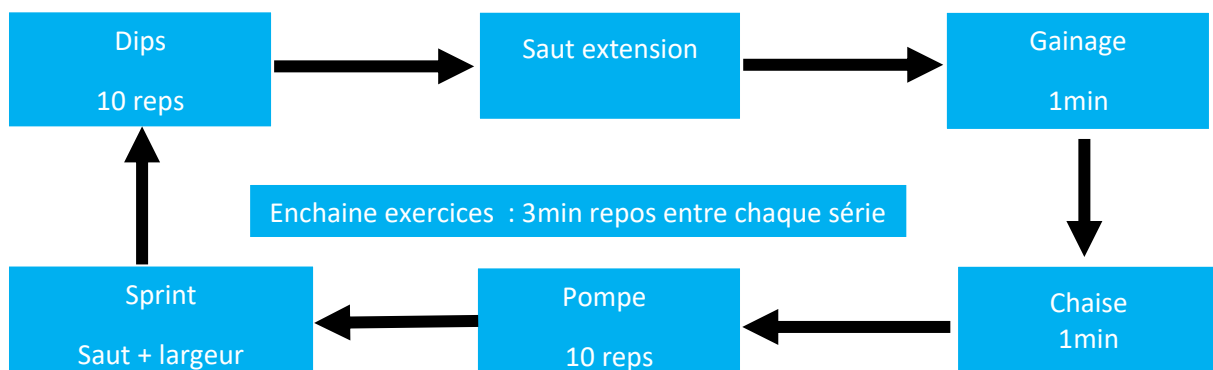 Dips
10 reps
Saut extension
Gainage
1min
Enchaine exercices  : 3min repos entre chaque série
Sprint
Saut + largeur
Pompe
10 reps
Chaise
1min